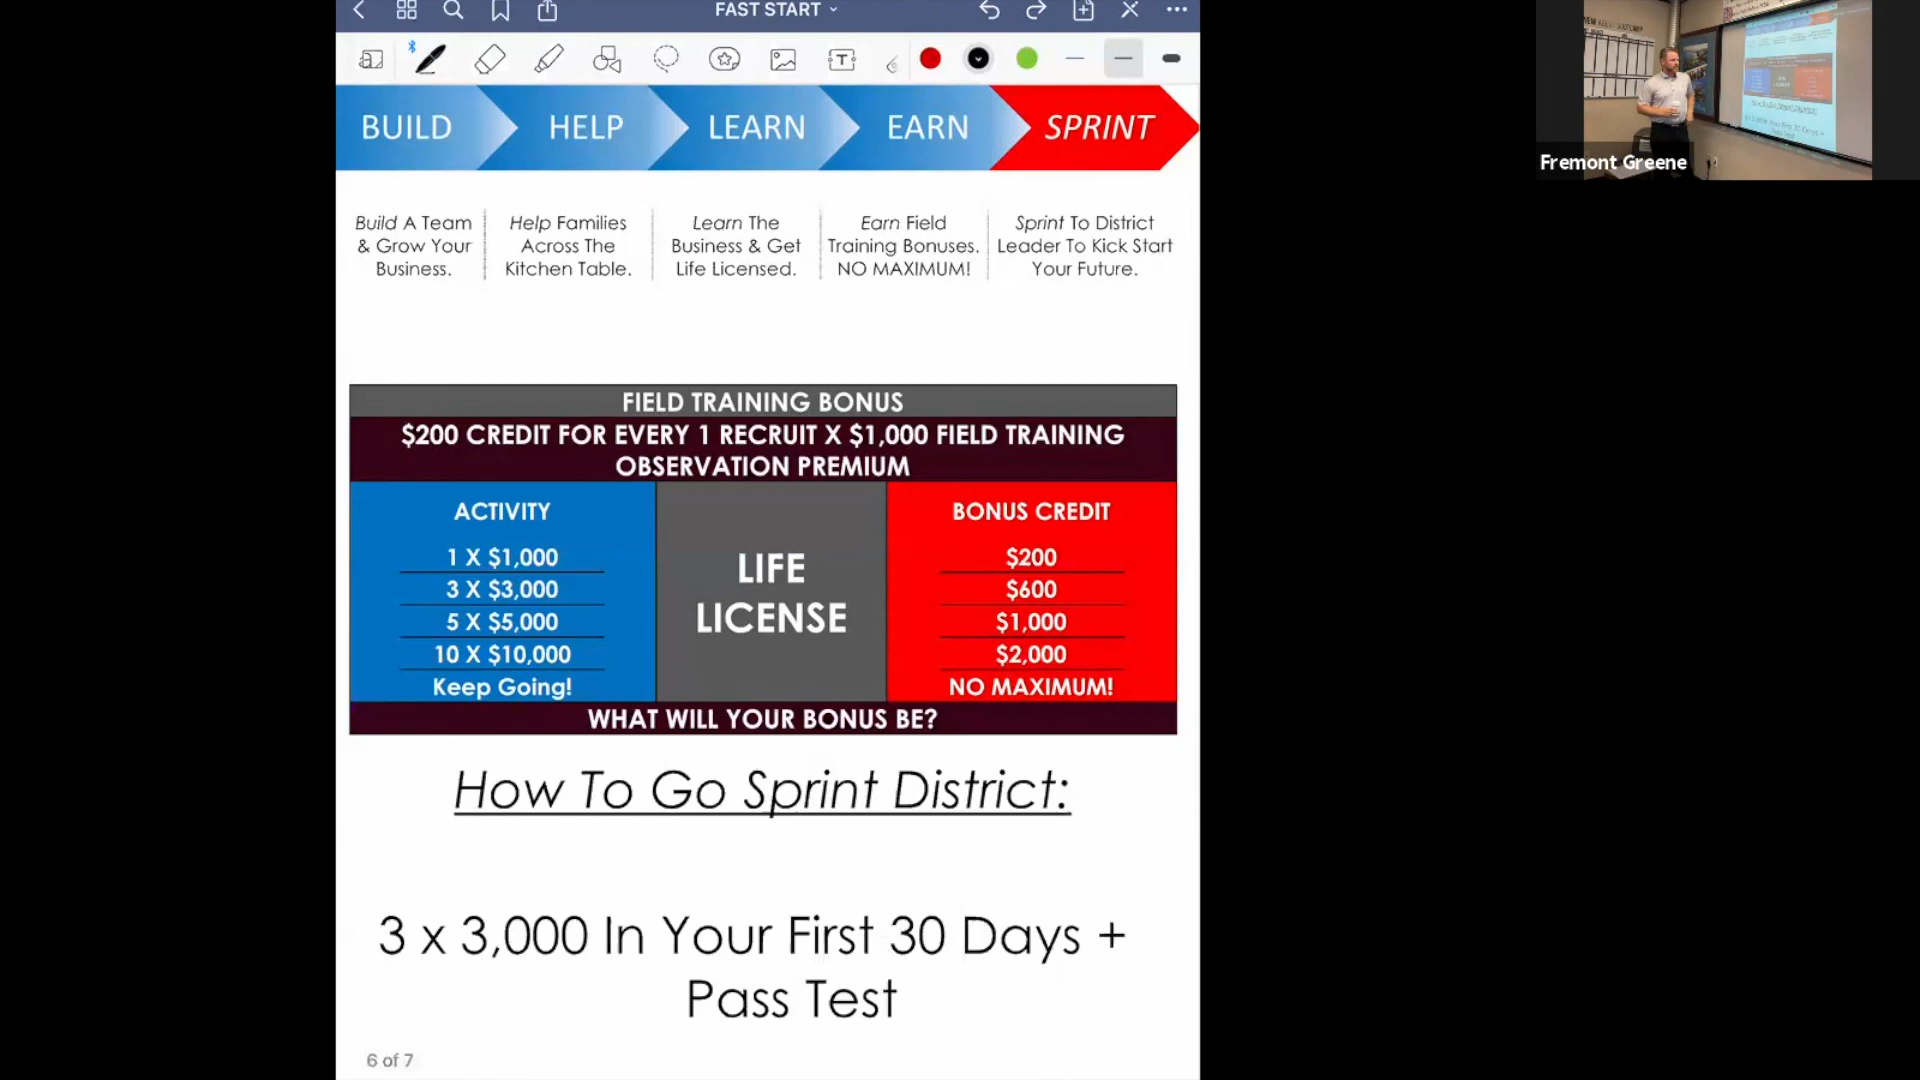 FAST START
BUILD
HELP
LEARN
EARN
SPRINT
Build A Team
& Grow Your
Business.
Help Families
Across The
Kitchen Table.
Learn The
Business & Get
Life Licensed.
Earn Field
Training Bonuses.
NO MAXIMUM!
Sprint To District
Leader To Kick Start
Your Future.
FIELD TRAINING BONUS
$200 CREDIT FOR EVERY 1 RECRUIT X $1,000 FIELD TRAINING
OBSERVATION PREMIUM
ACTIVITY
1 X $1,000
3 X $3,000
5 X $5,000
10 X $10,000
Keep Going!
LIFE
LICENSE
BONUS CREDIT
$200
$600
$1,000
$2,000
NO MAXIMUM!
WHAT WILL YOUR BONUS BE?
How To Go Sprint District:
3 x 3,000 In Your First 30 Days +
Pass Test
6 of 7
Fremont Greene